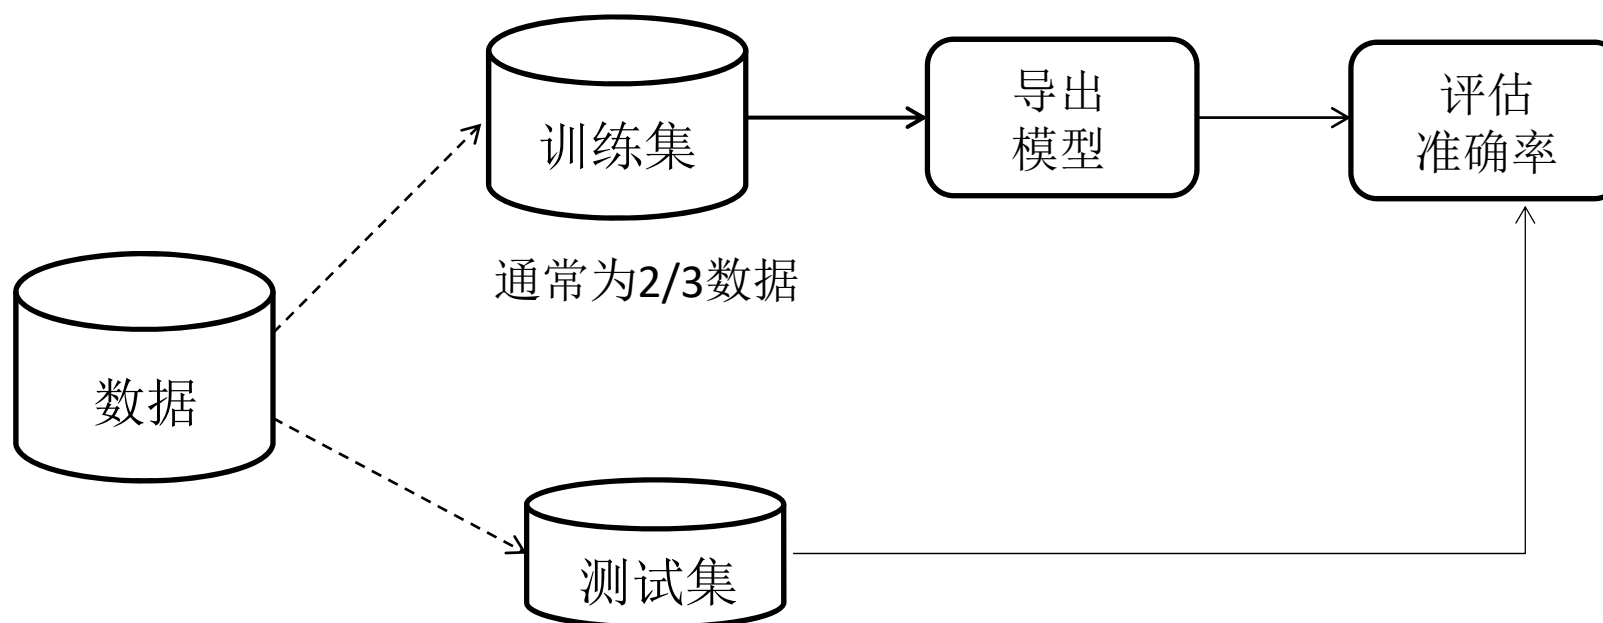 训练集
导出
模型
评估
准确率
通常为2/3数据
数据
测试集